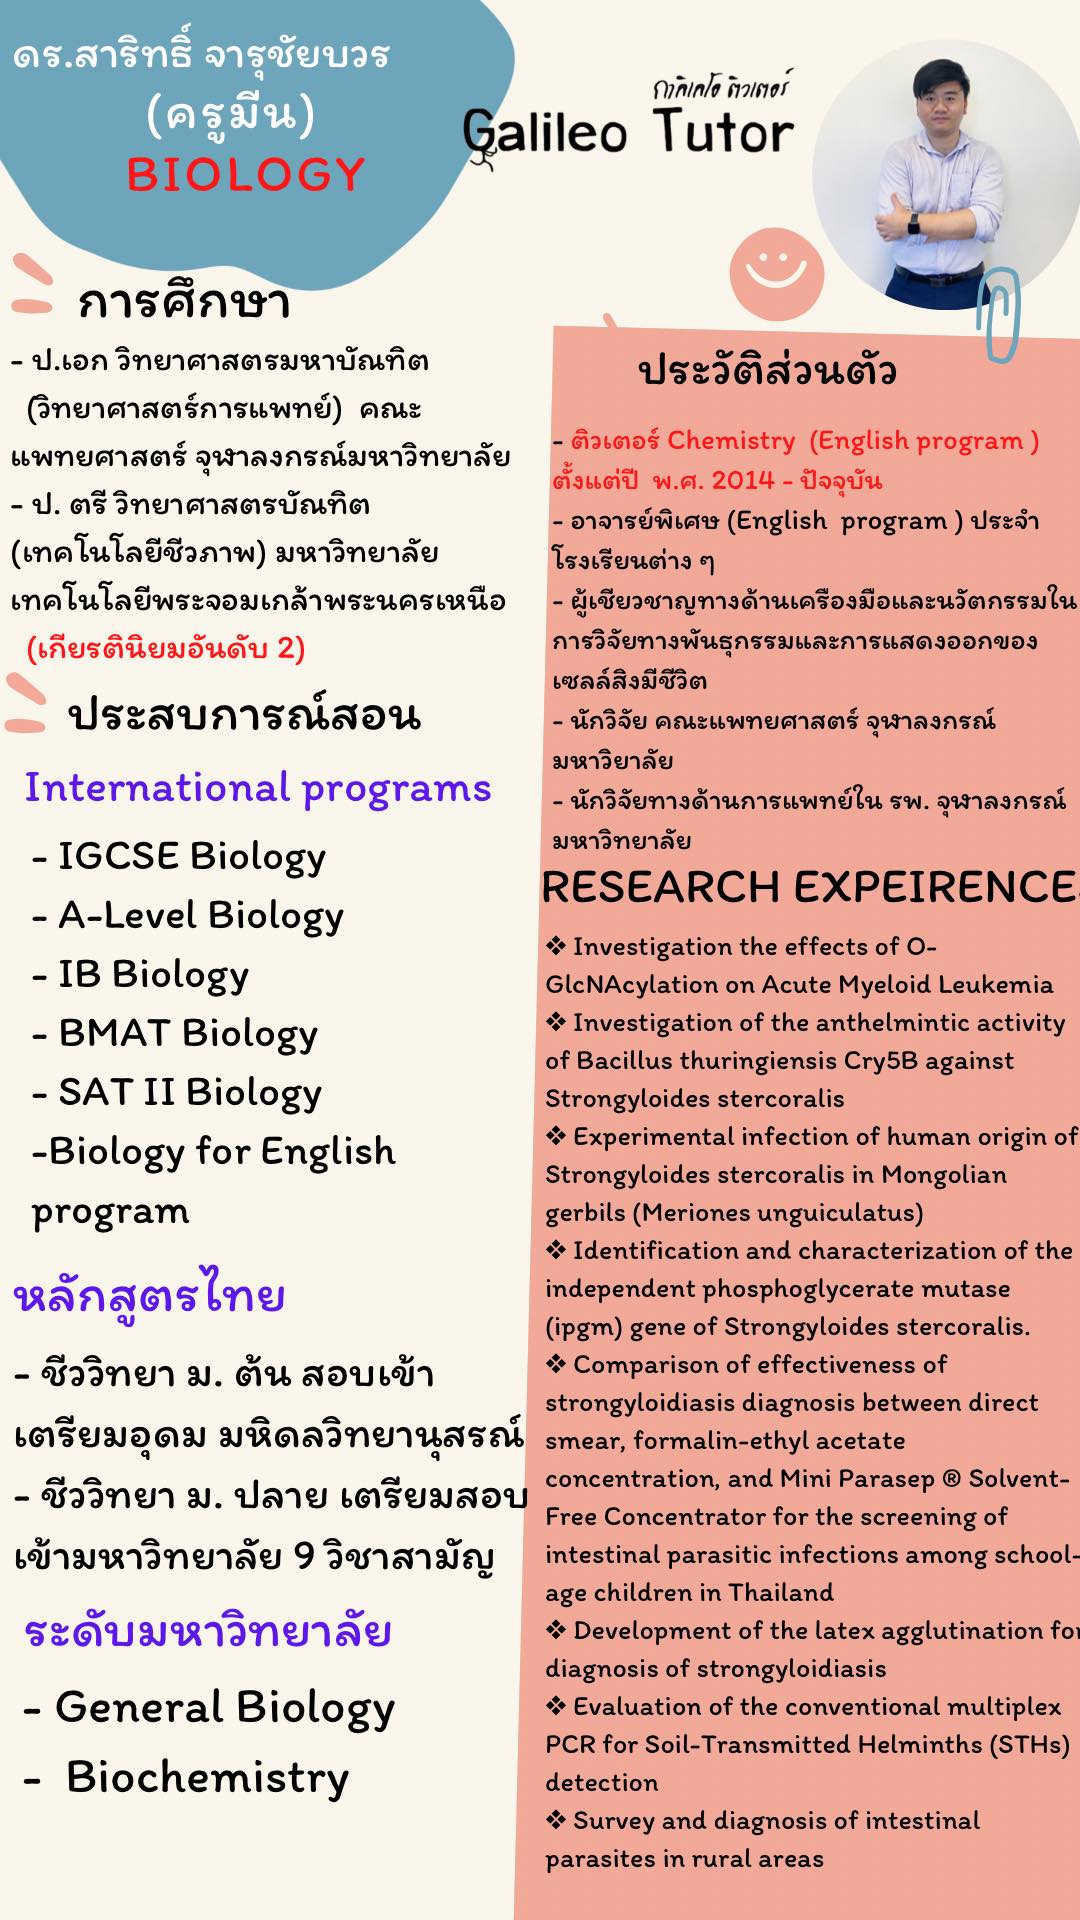 ดร.สาริทธิ์ จารุชัยบวร
(ครูมีน)
BIOLOGY
กาลิเลโอ ติวเตอร์
Galileo Tutor
การศึกษา
- ป.เอก วิทยาศาสตรมหาบัณฑิต
(วิทยาศาสตร์การแพทย์) คณะ
แพทยศาสตร์ จุฬาลงกรณ์มหาวิทยาลัย
- ป. ตรี วิทยาศาสตรบัณฑิต
(เทคโนโลยีชีวภาพ) มหาวิทยาลัย
เทคโนโลยีพระจอมเกล้าพระนครเหนือ
(เกียรตินิยมอันดับ 2)
ประสบการณ์สอน
International programs
- IGCSE Biology
- A-Level Biology
- IB Biology
- BMAT Biology
- SAT II Biology
-Biology for English
program
หลักสูตรไทย
- ชีววิทยา ม. ต้น สอบเข้า
เตรียมอุดม มหิดลวิทยานุสรณ์
- ชีววิทยา ม. ปลาย เตรียมสอบ
เข้ามหาวิทยาลัย 9 วิชาสามัญ
ระดับมหาวิทยาลัย
- General Biology
- Biochemistry
ประวัติส่วนตัว
- ติวเตอร์ Chemistry (English program )
ตั้งแต่ปี พ.ศ. 2014 - ปัจจุบัน
- อาจารย์พิเศษ (English program ) ประจำ
โรงเรียนต่าง ๆ
- ผู้เชียวชาญทางด้านเครืองมือและนวัตกรรมใน
การวิจัยทางพันธุกรรมและการแสดงออกของ
เซลล์สิงมีชีวิต
- นักวิจัย คณะแพทยศาสตร์ จุฬาลงกรณ์
มหาวิยาลัย
- นักวิจัยทางด้านการแพทย์ใน รพ. จุฬาลงกรณ์
มหาวิทยาลัย
RESEARCH EXPEIRENCES
❖ Investigation the effects of O-
GlcNAcylation on Acute Myeloid Leukemia
❖ Investigation of the anthelmintic activity
of Bacillus thuringiensis Cry5B against
Strongyloides stercoralis
❖ Experimental infection of human origin of
Strongyloides stercoralis in Mongolian
gerbils (Meriones unguiculatus)
❖ Identification and characterization of the
independent phosphoglycerate mutase
(ipgm) gene of Strongyloides stercoralis.
❖ Comparison of effectiveness of
strongyloidiasis diagnosis between direct
smear, formalin-ethyl acetate
concentration, and Mini Parasep ® Solvent-
Free Concentrator for the screening of
intestinal parasitic infections among school-
age children in Thailand
❖ Development of the latex agglutination for
diagnosis of strongyloidiasis
❖ Evaluation of the conventional multiplex
PCR for Soil-Transmitted Helminths (STHs)
detection
❖ Survey and diagnosis of intestinal
parasites in rural areas